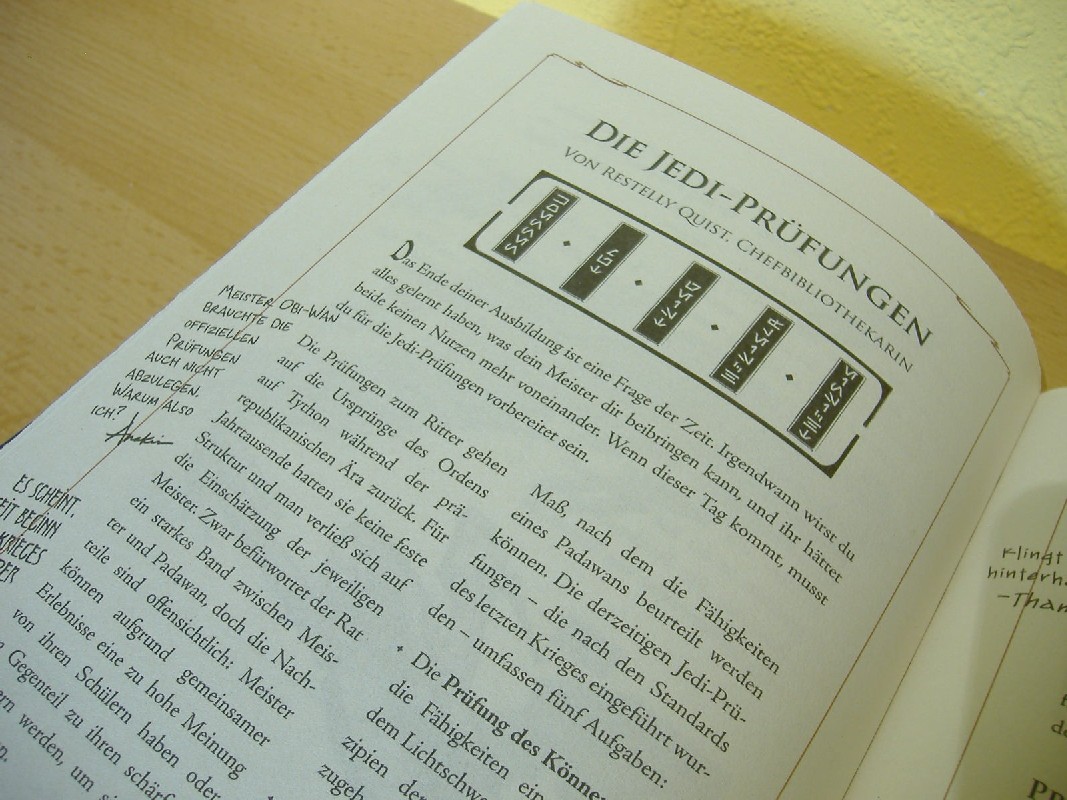 DIE JEDI-PRÜFUNGEN
VON RESTELLY QUIST, CHEFBIBLIOTHEKARIN
Das Ende deiner Ausbildung ist eine Frage der Zeit. Irgendwann wirst du
alles gelernt haben, was dein Meister dir beibringen kann, und ihr hättet
beide keinen Nutzen mehr voneinander. Wenn dieser Tag kommt, musst
du für die Jedi-Prüfungen vorbereitet sein.
MEISTER OBI-WAN
BRAUCHTE DIE
OFFIZIELLEN
PRÜFUNGEN
AUCH NICHT
ABZULEGEN.
WARUM ALSO
ICH?
ES SCHEINT,
BEGINN
Die Prüfungen zum Ritter gehen
auf die Ursprünge des Ordens
auf Tython während der prä-
republikanischen Ära zurück. Für
Jahrtausende hatten sie keine feste
Struktur und man verließ sich auf
die Einschätzung der jeweiligen
Meister. Zwar befürwortet der Rat
ein starkes Band zwischen Meis-
ter und Padawan, doch die Nach-
teile sind offensichtlich: Meister
können aufgrund gemeinsamer
Erlebnisse eine zu hohe Meinung
von ihren Schülern haben oder
Gegenteil zu ihren
werden, um
Maß, nach dem die Fähigkeiten
eines Padawans beurteilt werden
können. Die derzeitigen Jedi-Prü-
fungen – die nach den Standards
des letzten Krieges eingeführt wur-
den – umfassen fünf Aufgaben:
Die Prüfung des
die Fähigkeiten
dem
Klingt